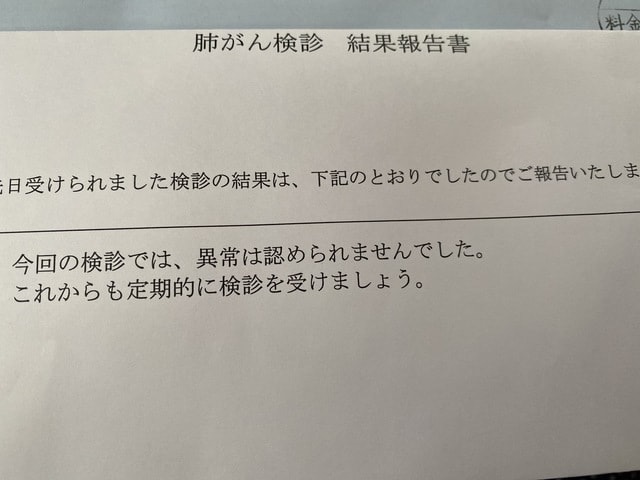 料金
肺がん検診 結果報告書
日受けられました検診の結果は、下記のとおりでしたのでご報告いたしま
今回の検診では、異常は認められませんでした。
これからも定期的に検診を受けましょう。